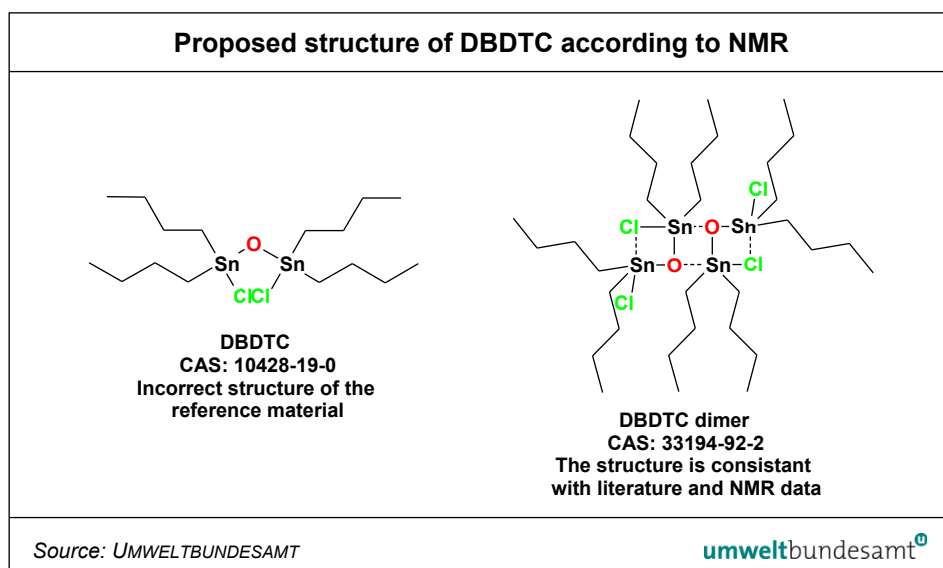 Proposed structure of DBDTC according to NMR
O
Sn Sn
ClCl
DBDTC
CAS: 10428-19-0
Incorrect structure of the
reference material
Cl
Cl Sn O Sn
Sn O Sn Cl
Cl
DBDTC dimer
CAS: 33194-92-2
The structure is consistant
with literature and NMR data
Source: UMWELTBUNDESAMT
umweltbundesamt
u